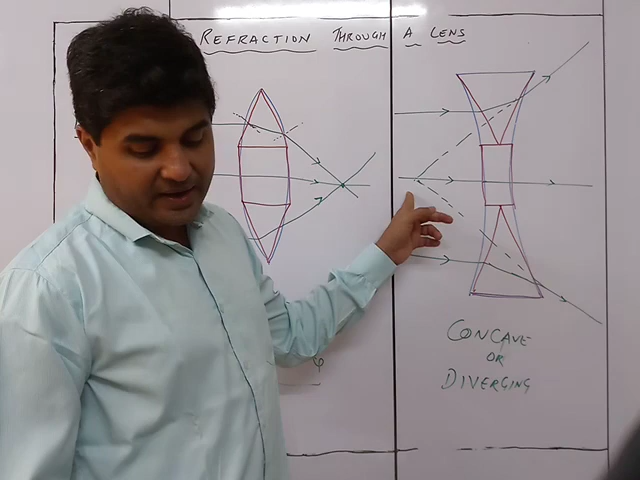 REFRACTION THROUGH A LENS
CONCAVE
OR
DIVERGING